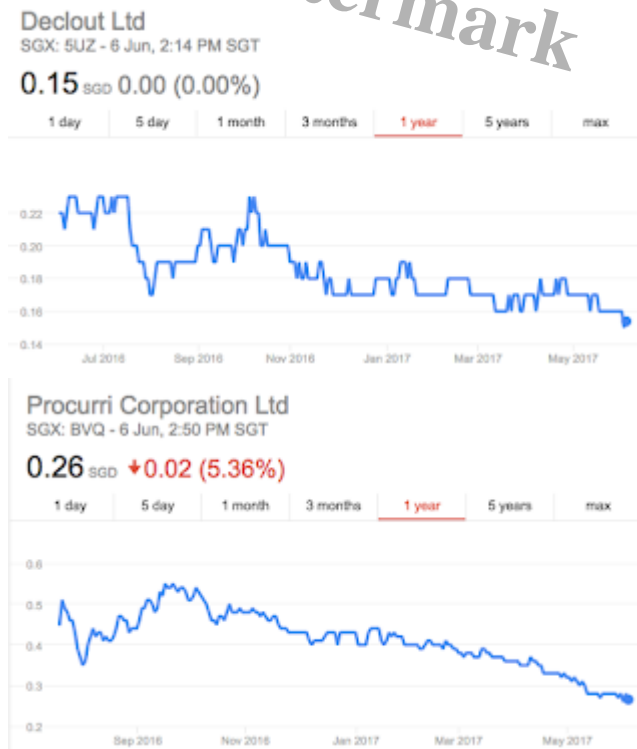 Declout Ltd
SGX: 5UZ - 6 Jun, 2:14 PM SGT
0.15 SGD 0.00 (0.00%)
1 day 5 day 1 month 3 months 1 year 5 years max
0.22
0.20
0.18
0.16
0.14
Jul 2016 Sep 2016 Nov 2016 Jan 2017 Mar 2017 May 2017
Procurri Corporation Ltd
SGX: BVQ - 6 Jun, 2:50 PM SGT
0.26 SGD 0.02 (5.36%)
1 day 5 day 1 month 3 months 1 year 5 years max
0.6
0.5
0.4
0.3
0.2
Sep 2016 Nov 2016 Jan 2017 Mar 2017 May 2017